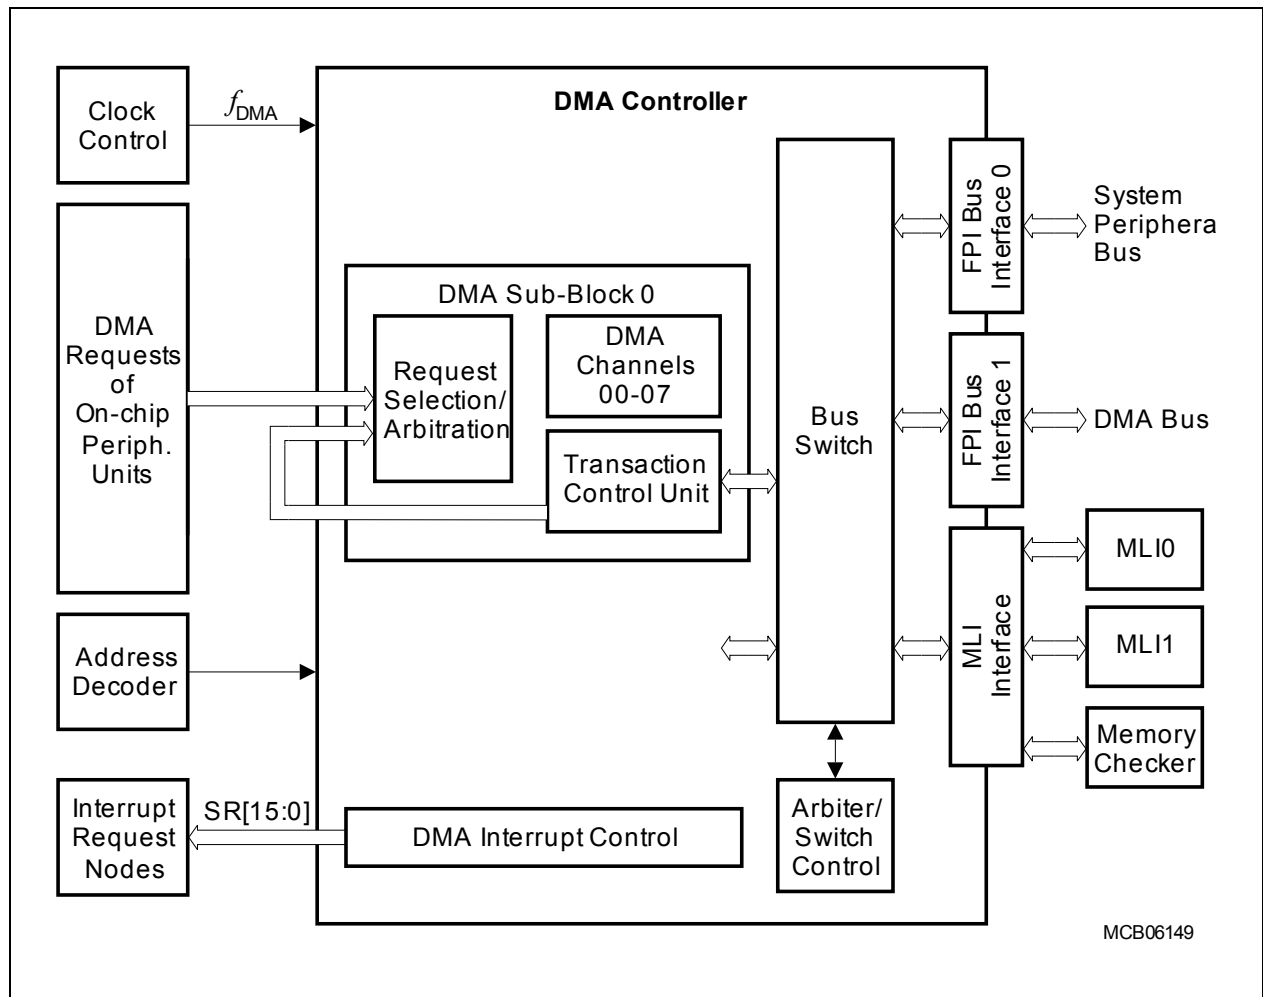 DMA Controller
Clock
Control
fDMA
DMA
Requests
of
On-chip
Periph.
Units
Address
Decoder
Interrupt
Request
Nodes
SR[15:0]
DMA Sub-Block 0
Request
Selection/
Arbitration
DMA
Channels
00-07
Transaction
Control Unit
DMA Interrupt Control
Bus
Switch
Arbiter/
Switch
Control
FPI Bus
Interface 0
FPI Bus
Interface 1
MLI
Interface
System
Periphera
Bus
DMA Bus
MLI0
MLI1
Memory
Checker
MCB06149